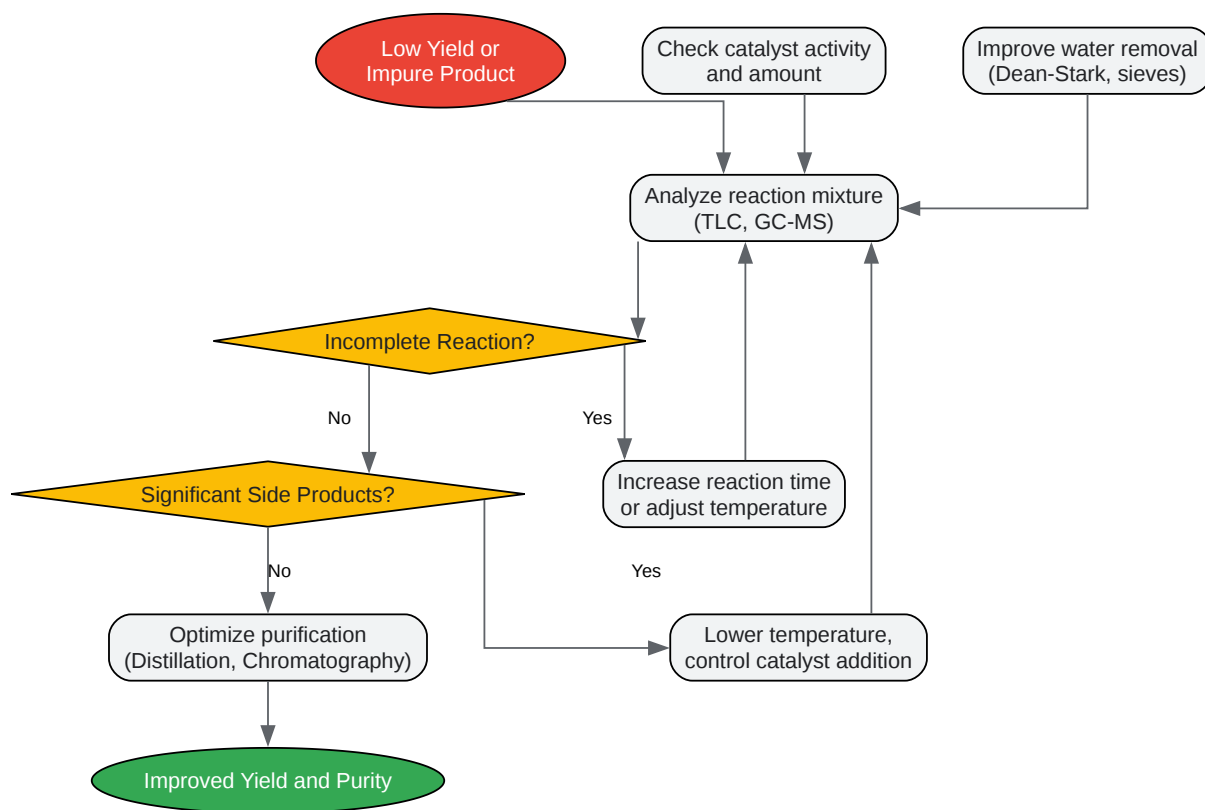 Low Yield or
Impure Product
Check catalyst activity
and amount
Improve water removal
(Dean-Stark, sieves)
Analyze reaction mixture
(TLC, GC-MS)
Incomplete Reaction?
No
Yes
Significant Side Products?
Increase reaction time
or adjust temperature
No
Yes
Optimize purification
(Distillation, Chromatography)
Lower temperature,
control catalyst addition
Improved Yield and Purity